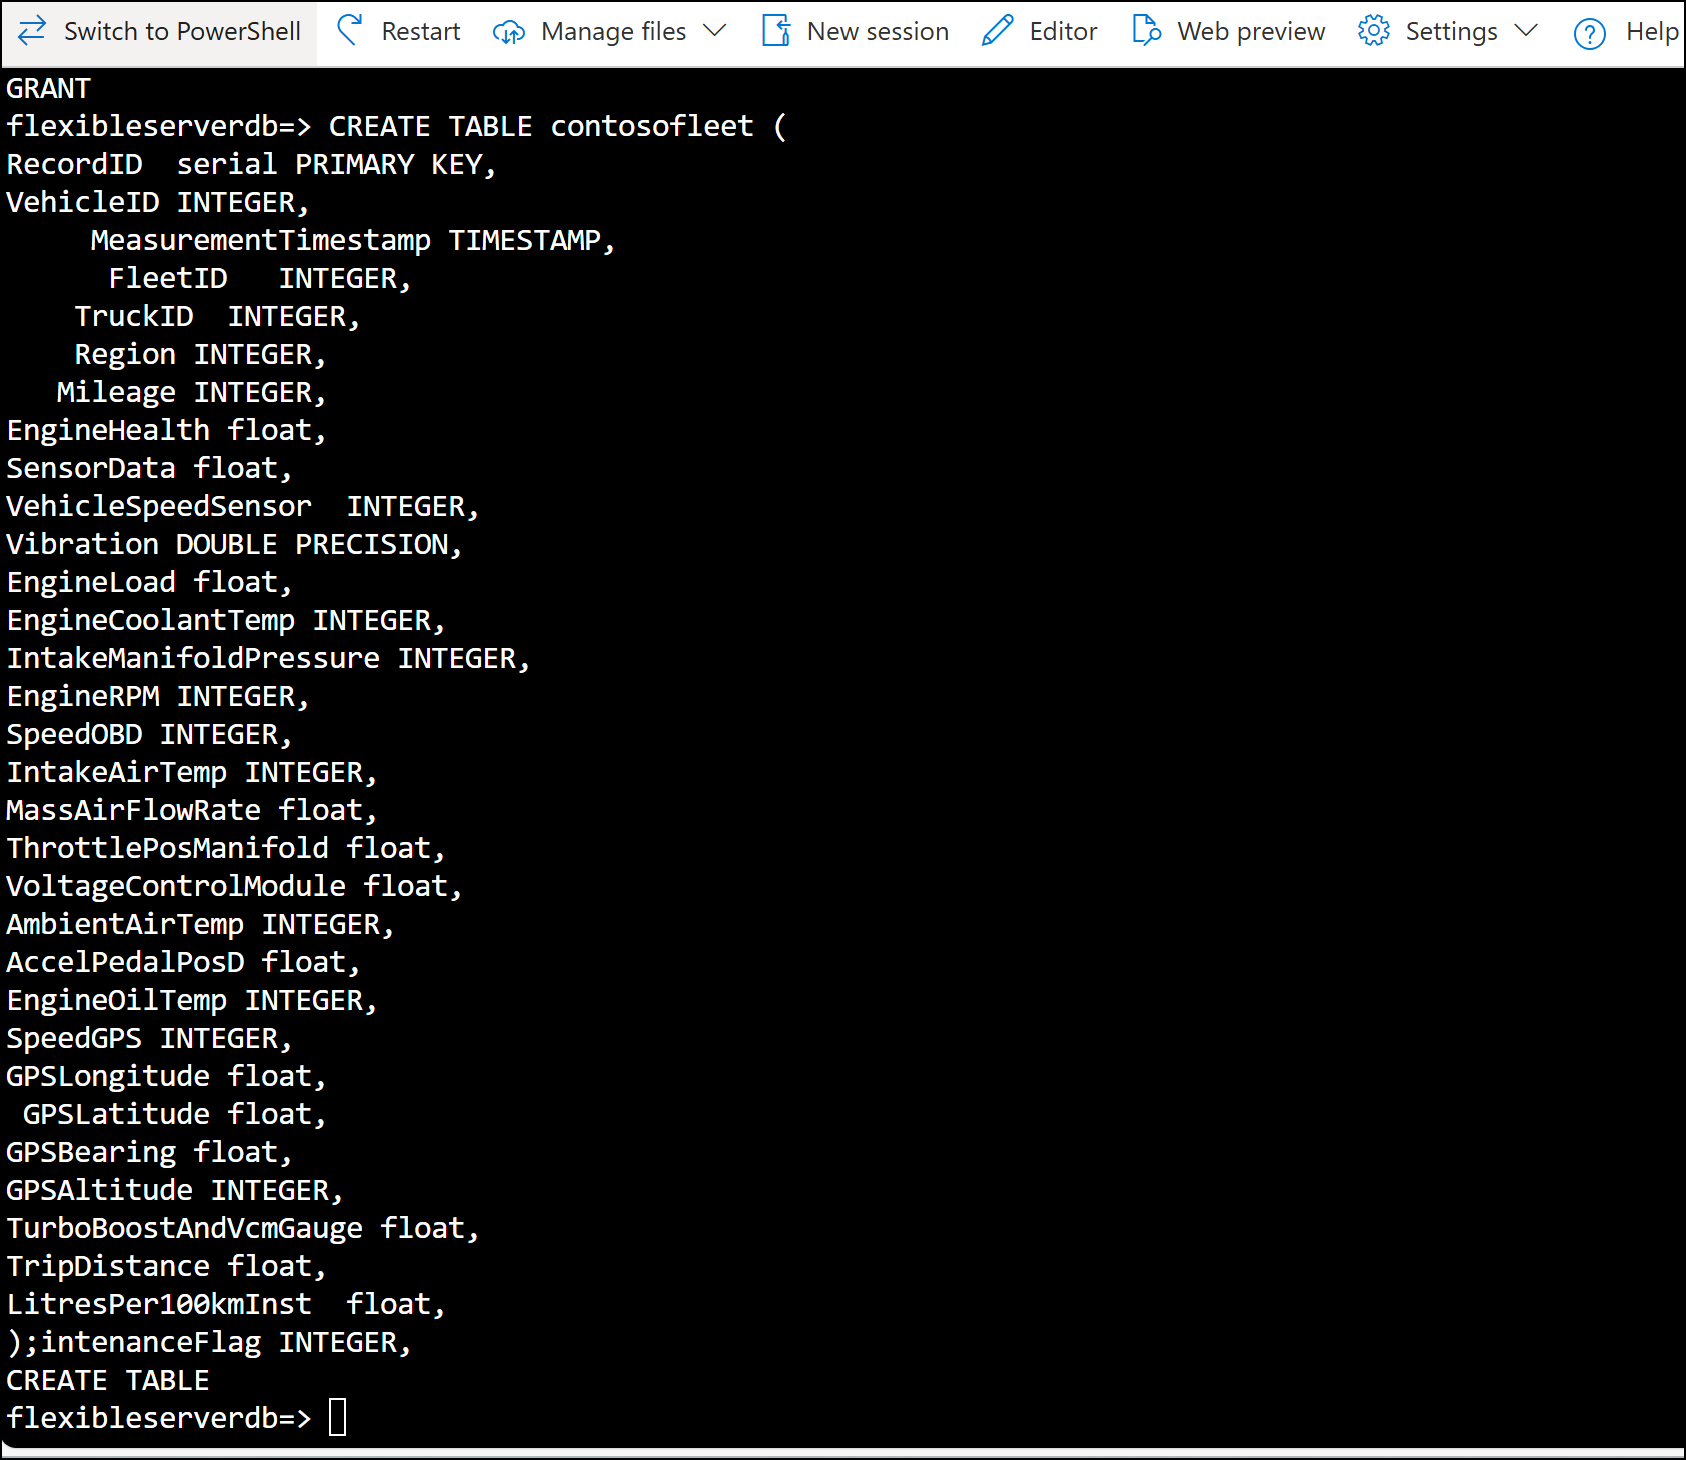 Switch to PowerShell Restart Manage files New session Editor Web preview Settings Help
GRANT
flexibleserverdb=> CREATE TABLE contosofleet (
RecordID  serial PRIMARY KEY,
VehicleID INTEGER,
     MeasurementTimestamp TIMESTAMP,
      FleetID   INTEGER,
    TruckID  INTEGER,
    Region INTEGER,
   Mileage INTEGER,
EngineHealth float,
SensorData float,
VehicleSpeedSensor  INTEGER,
Vibration DOUBLE PRECISION,
EngineLoad float,
EngineCoolantTemp INTEGER,
IntakeManifoldPressure INTEGER,
EngineRPM INTEGER,
SpeedOBD INTEGER,
IntakeAirTemp INTEGER,
MassAirFlowRate float,
ThrottlePosManifold float,
VoltageControlModule float,
AmbientAirTemp INTEGER,
AccelPedalPosD float,
EngineOilTemp INTEGER,
SpeedGPS INTEGER,
GPSLongitude float,
 GPSLatitude float,
GPSBearing float,
GPSAltitude INTEGER,
TurboBoostAndVcmGauge float,
TripDistance float,
LitresPer100kmInst  float,
);intenanceFlag INTEGER,
CREATE TABLE
flexibleserverdb=>